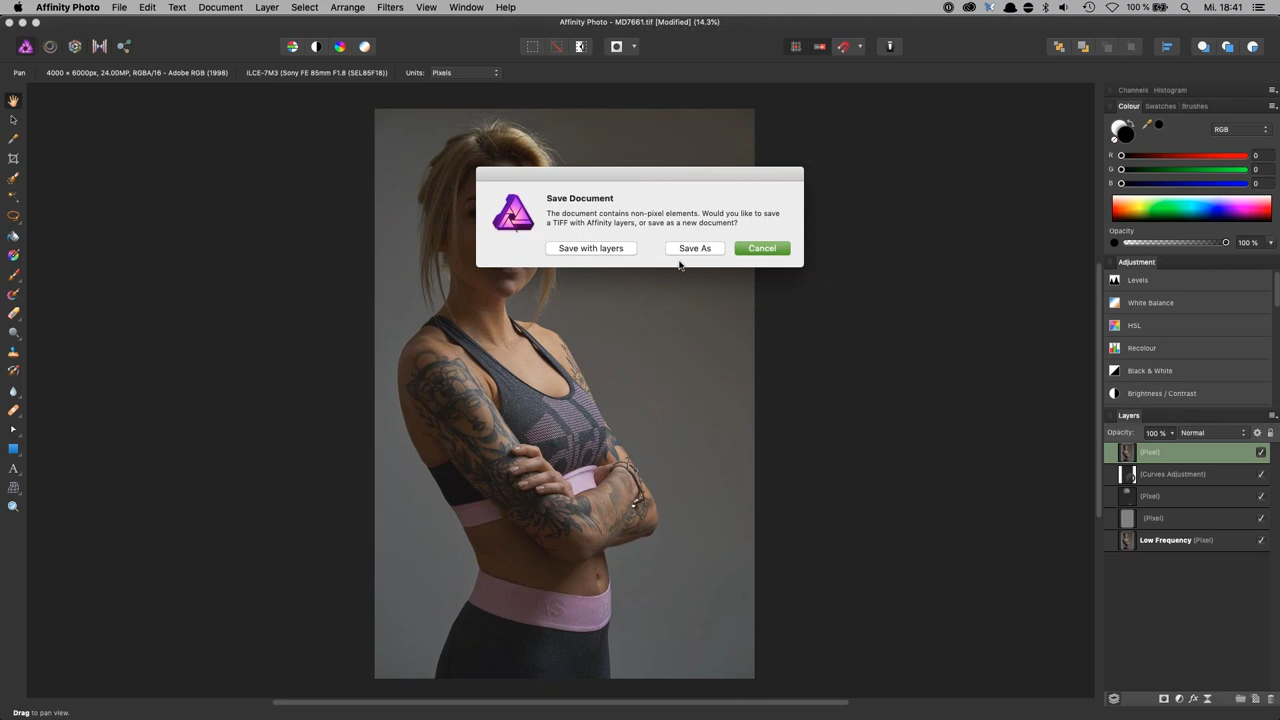 Affinity Photo File Edit Text Document Layer Select Arrange Filters View Window Help 100 % Mi. 18:41
Affinity Photo - MD7661.tif [Modified] (14.3%)
Pan 4000 × 6000px, 24.00MP, RGBA/16 - Adobe RGB (1998) ILCE-7M3 (Sony FE 85mm F1.8 (SEL85F18)) Units: Pixels
Channels Histogram
Colour Swatches Brushes
RGB
R 0
G 0
B 0
Opacity
100 %
Adjustment
Levels
White Balance
HSL
Recolour
Black & White
Brightness / Contrast
Layers
Opacity: 100 % Normal
(Pixel)
(Curves Adjustment)
(Pixel)
(Pixel)
Low Frequency (Pixel)
Save Document
The document contains non-pixel elements. Would you like to save
a TIFF with Affinity layers, or save as a new document?
Save with layers Save As Cancel
Drag to pan view.